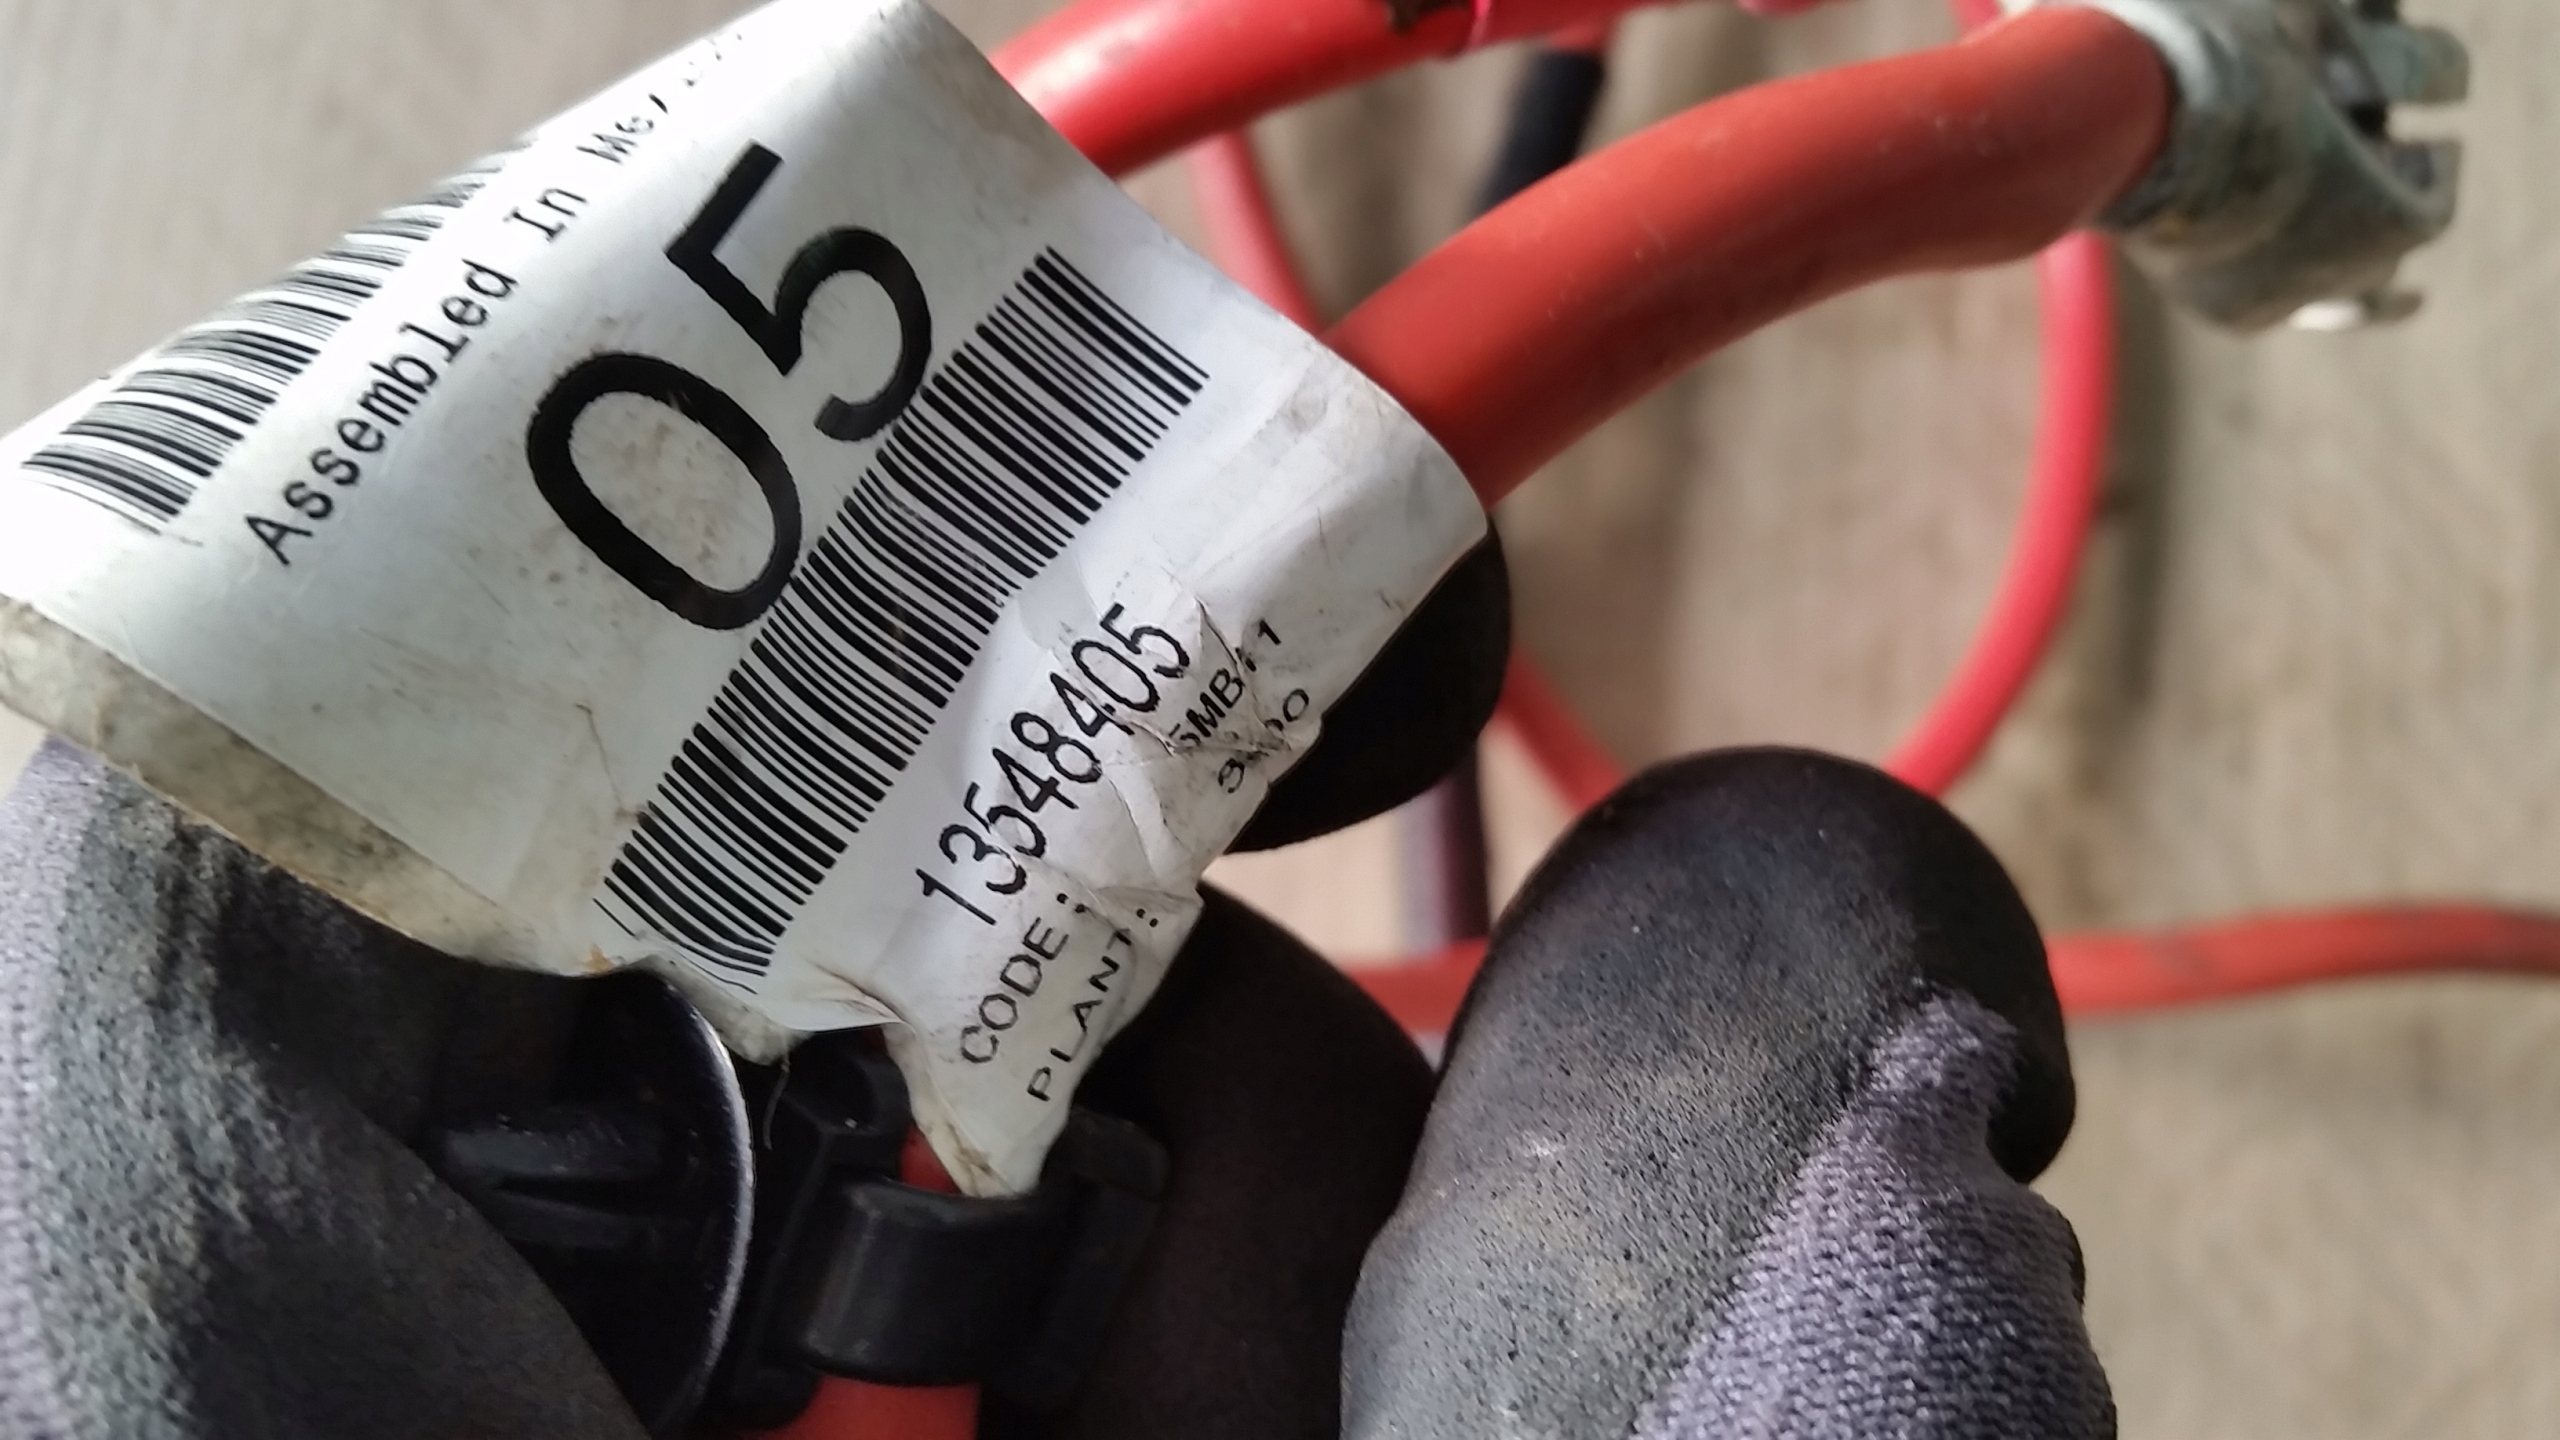 Assembled In
05
13548405
CODE:
PLANT: